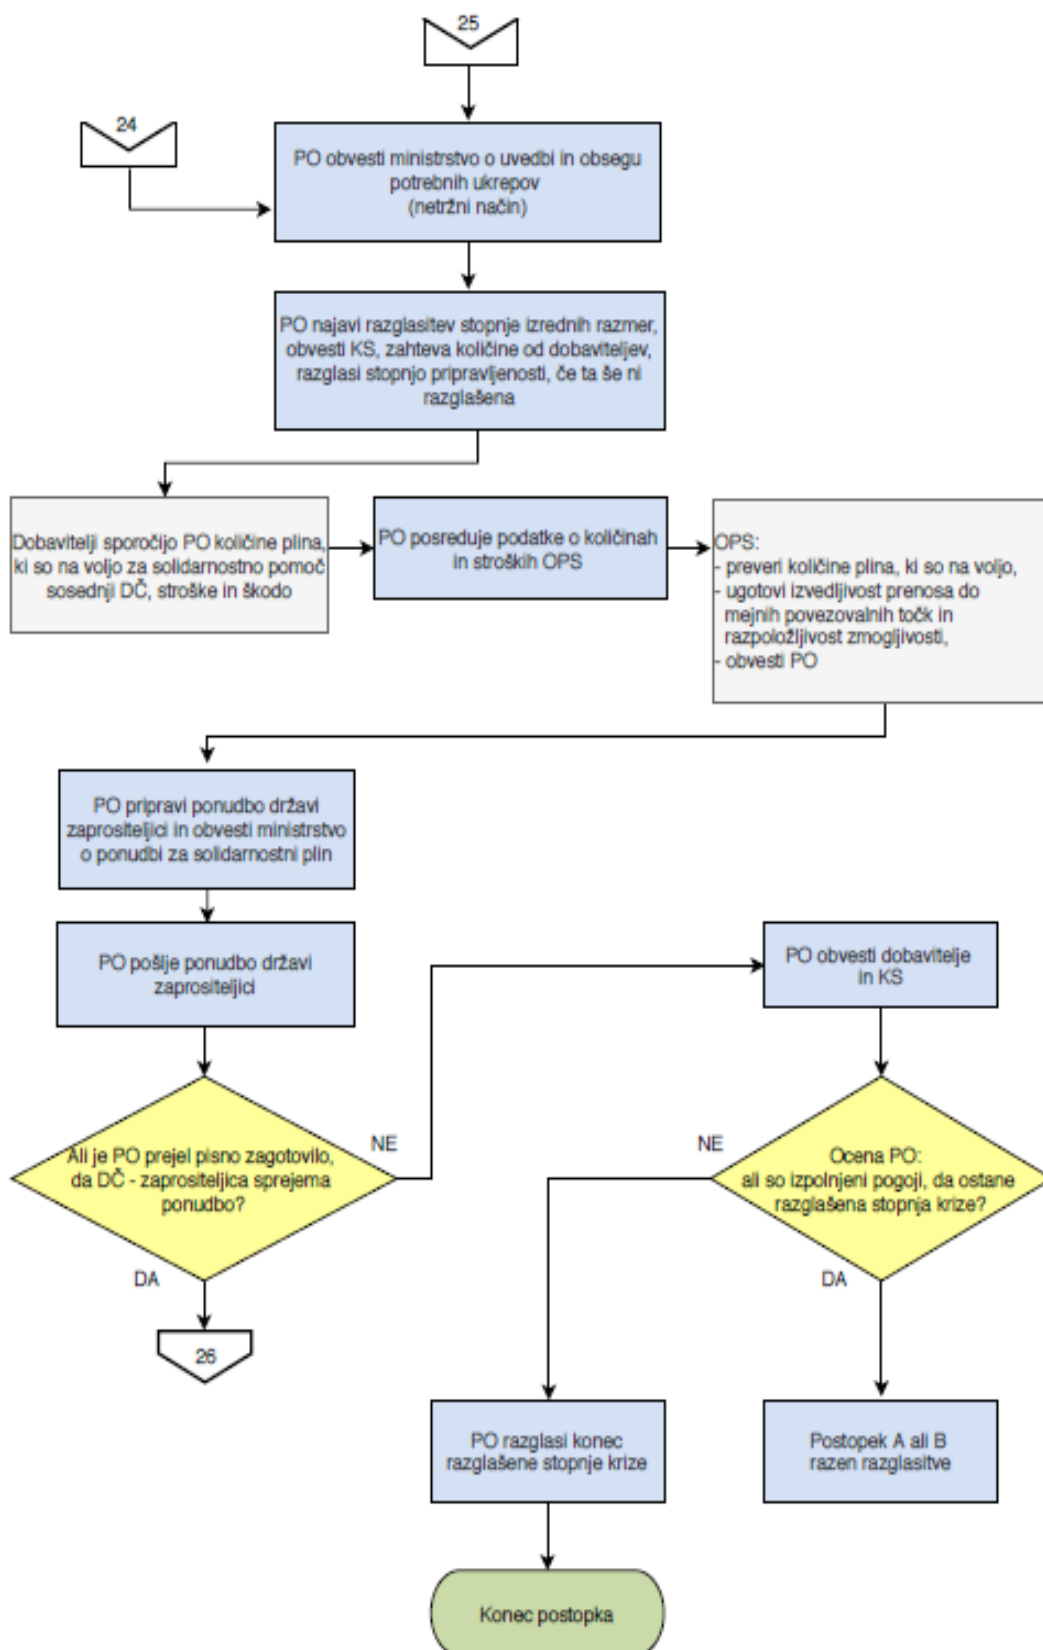 25
24
PO obvesti ministrstvo o uvedbi in obsegu
potrebnih ukrepov
(netržni način)
PO najavi razglasitev stopnje izrednih razmer,
obvesti KS, zahteva količine od dobaviteljev,
razglasi stopnjo pripravljenosti, če ta še ni
razglašena
Dobavitelji sporočijo PO količine plina,
ki so na voljo za solidarnostno pomoč
sosednji DČ, stroške in škodo
PO posreduje podatke o količinah
in stroških OPS
OPS:
- preveri količine plina, ki so na voljo,
- ugotovi izvedljivost prenosa do
mejnih povezovalnih točk in
razpoložljivost zmogljivosti,
- obvesti PO
PO pripravi ponudbo državi
zaprositeljici in obvesti ministrstvo
o ponudbi za solidarnostni plin
PO pošlje ponudbo državi
zaprositeljici
PO obvesti dobavitelje
in KS
Ali je PO prejel pisno zagotovilo,
da DČ - zaprositeljica sprejema
ponudbo?
NE
DA
26
Ocena PO:
ali so izpolnjeni pogoji, da ostane
razglašena stopnja krize?
NE
DA
PO razglasi konec
razglašene stopnje krize
Postopek A ali B
razen razglasitve
Konec postopka